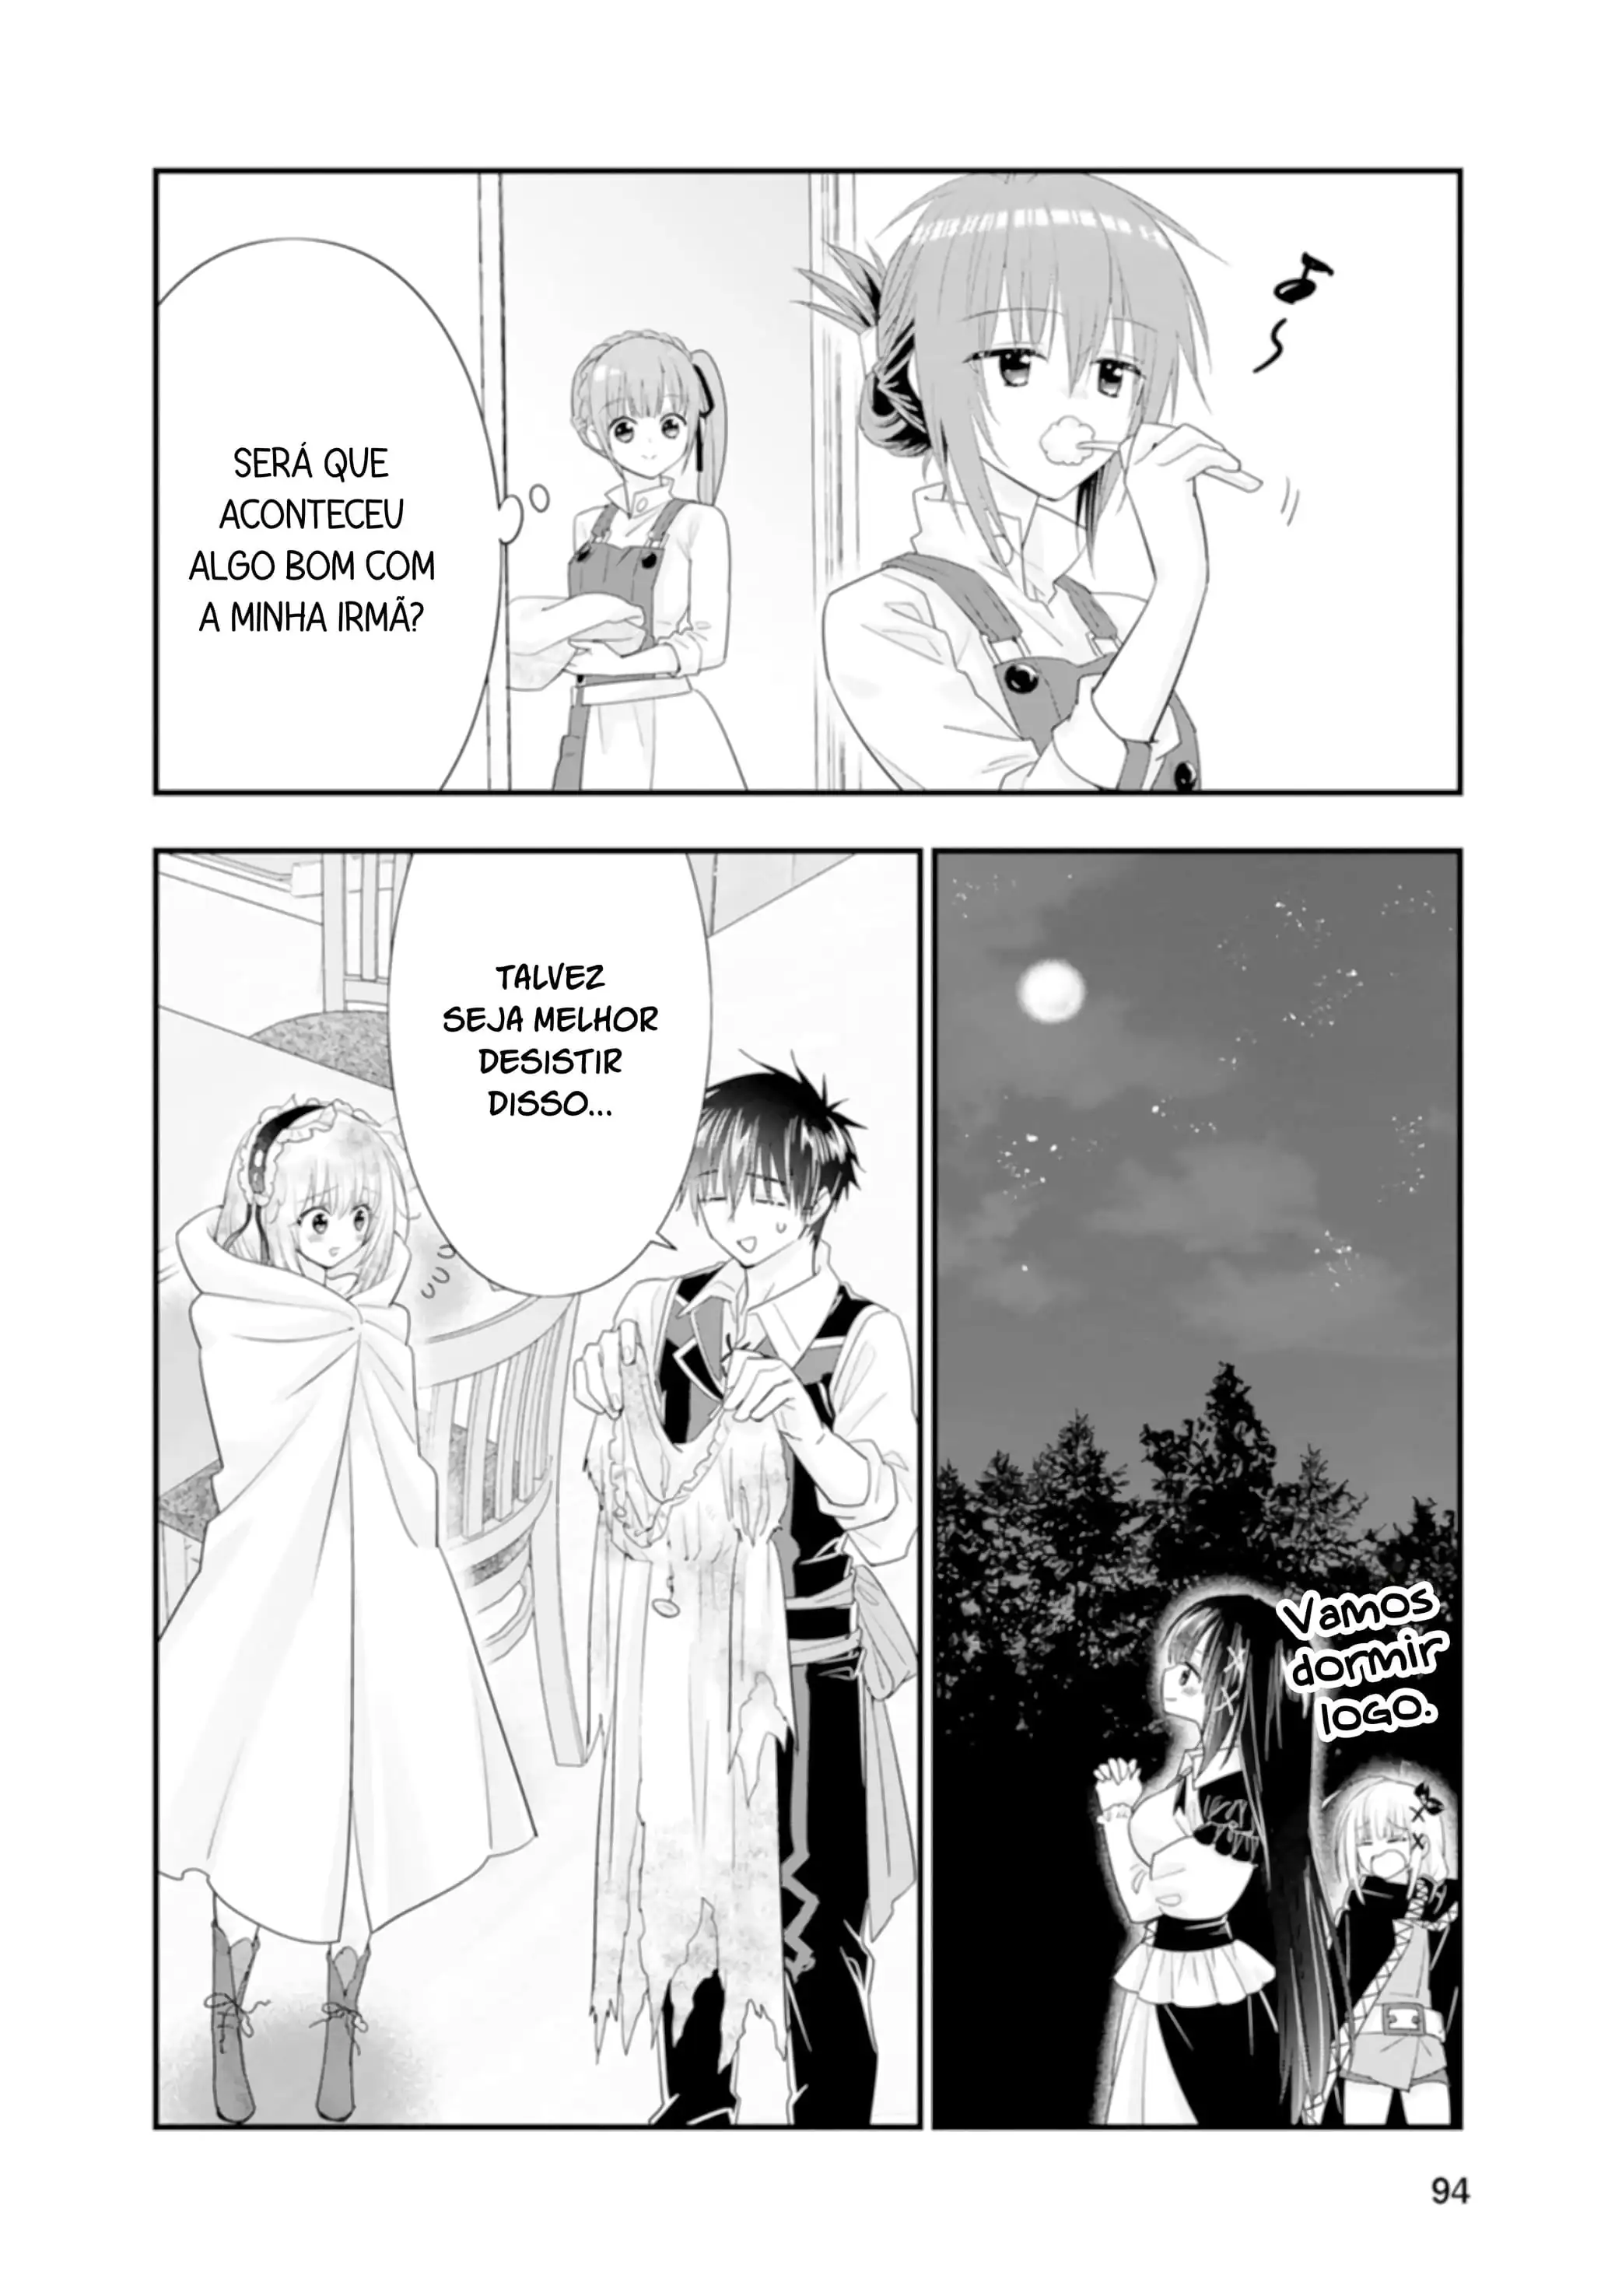 SERÁ QUE
ACONTECEU
ALGO BOM COM
A MINHA IRMÃ?
Vamos
dormir
logo.
TALVEZ
SEJA MELHOR
DESISTIR
DISSO...
94